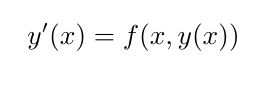 y′(x) = f(x, y(x))